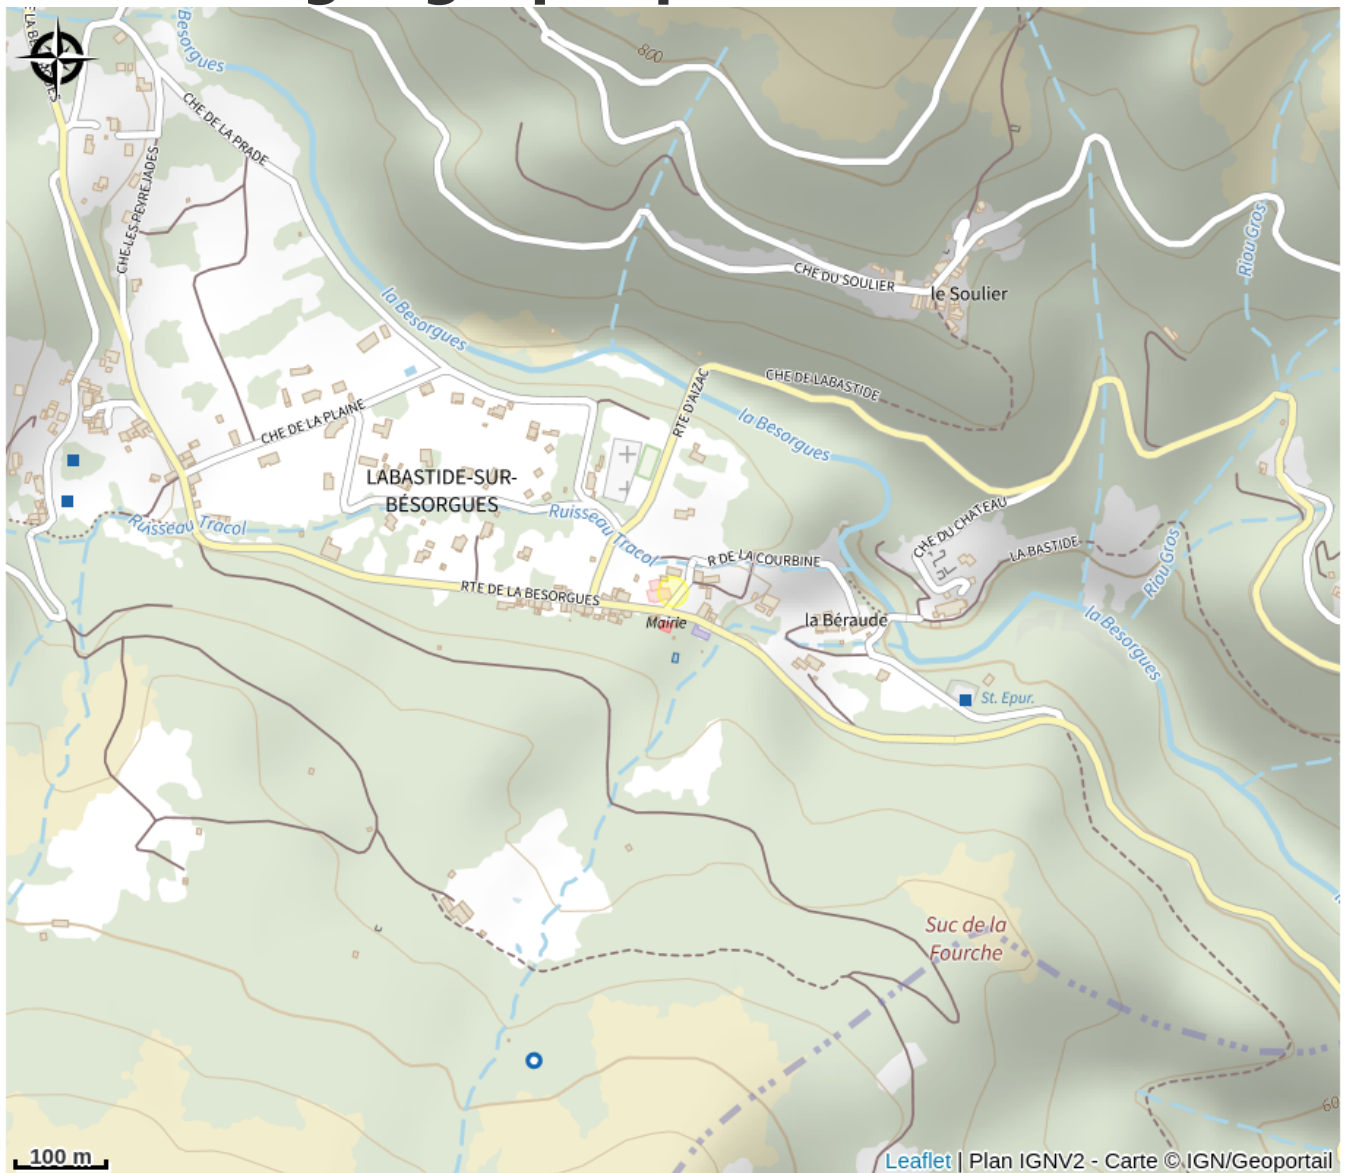 Besorgues
800
CHE DE LA PRADE
CHE LES PEYREJADES
Riou Gros
CHE DU SOULIER
le Soulier
la Besorgues
RTE D'AIZAC
CHE DE LABASTIDE
la Besorgues
CHE DE LA PLAINE
LABASTIDE-SUR-
BÉSORGUES
Ruisseau Tracol
Ruisseau Tracol
CHE DU CHATEAU
LA BASTIDE
Riou Gros
R DE LA COURBINE
RTE DE LA BESORGUES
Mairie
la Béraude
la Besorgues
St. Epur.
Suc de la
Fourche
60
100 m
Leaflet | Plan IGNV2 - Carte © IGN/Geoportail